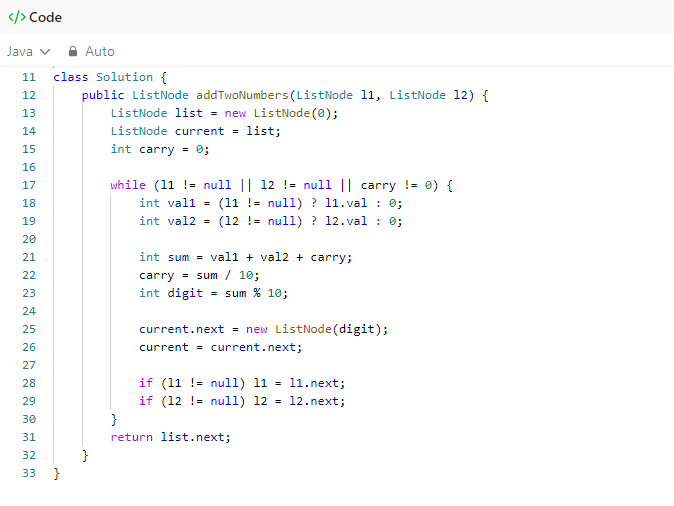 </> Code
Java Auto
11 class Solution {
12 public ListNode addTwoNumbers(ListNode l1, ListNode l2) {
13 ListNode list = new ListNode(0);
14 ListNode current = list;
15 int carry = 0;
16
17 while (l1 != null || l2 != null || carry != 0) {
18 int val1 = (l1 != null) ? l1.val : 0;
19 int val2 = (l2 != null) ? l2.val : 0;
20
21 int sum = val1 + val2 + carry;
22 carry = sum / 10;
23 int digit = sum % 10;
24
25 current.next = new ListNode(digit);
26 current = current.next;
27
28 if (l1 != null) l1 = l1.next;
29 if (l2 != null) l2 = l2.next;
30 }
31 return list.next;
32 }
33 }